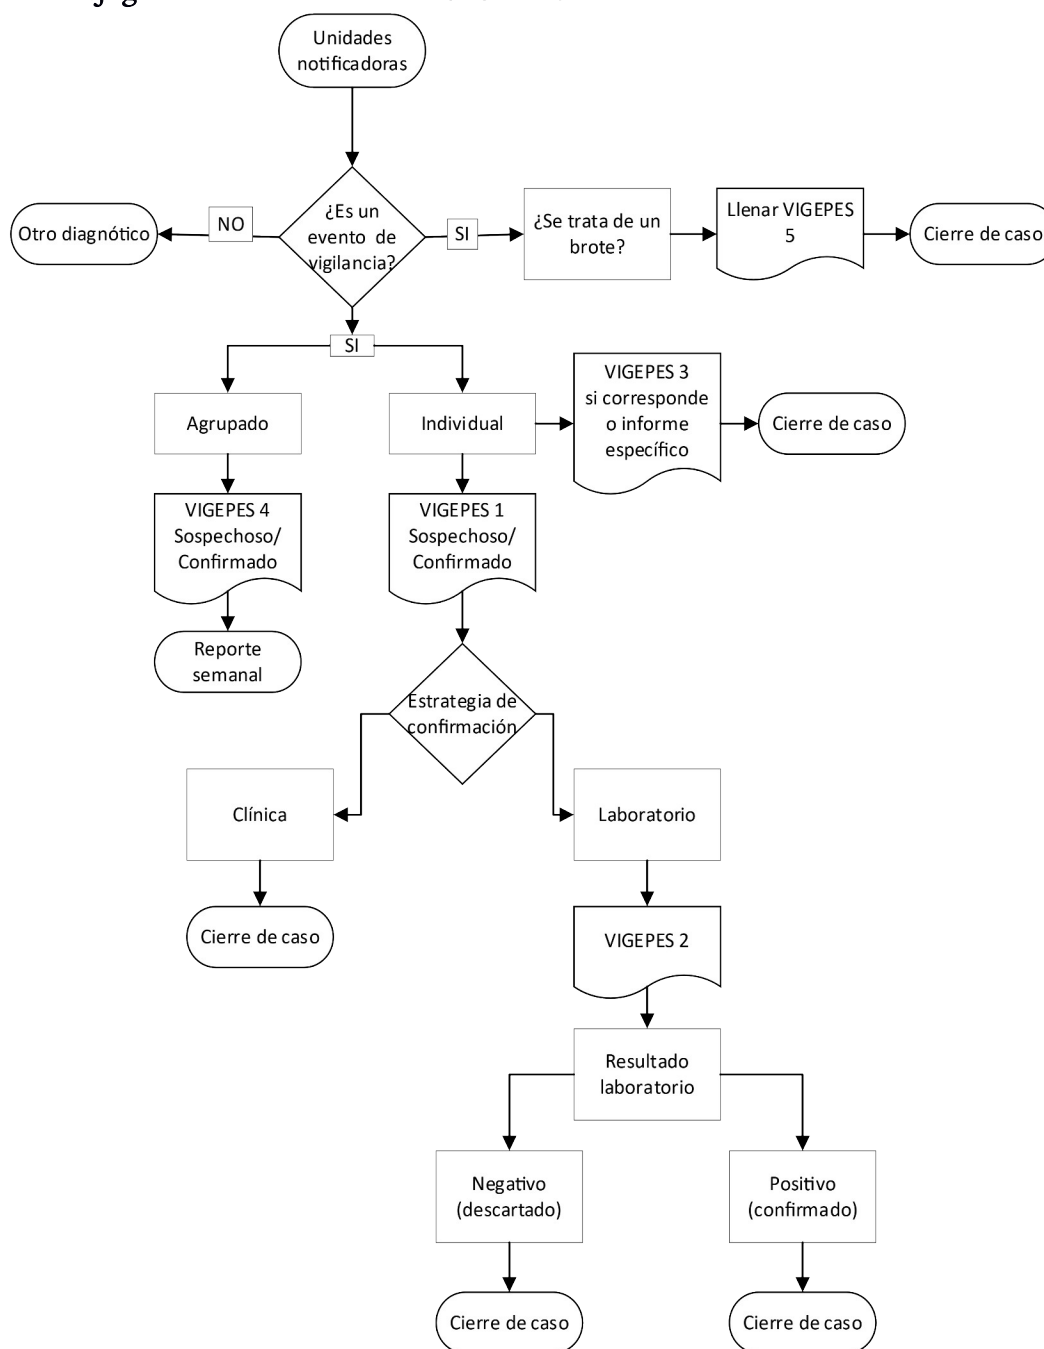 Unidades
notificadoras
¿Es un
evento de
vigilancia?
NO
Otro diagnótico
SI
¿Se trata de un
brote?
Llenar VIGEPES
5
Cierre de caso
SI
Agrupado
Individual
VIGEPES 3
si corresponde
o informe
específico
Cierre de caso
VIGEPES 4
Sospechoso/
Confirmado
VIGEPES 1
Sospechoso/
Confirmado
Reporte
semanal
Estrategia de
confirmación
Clínica
Laboratorio
Cierre de caso
VIGEPES 2
Resultado
laboratorio
Negativo
(descartado)
Positivo
(confirmado)
Cierre de caso
Cierre de caso